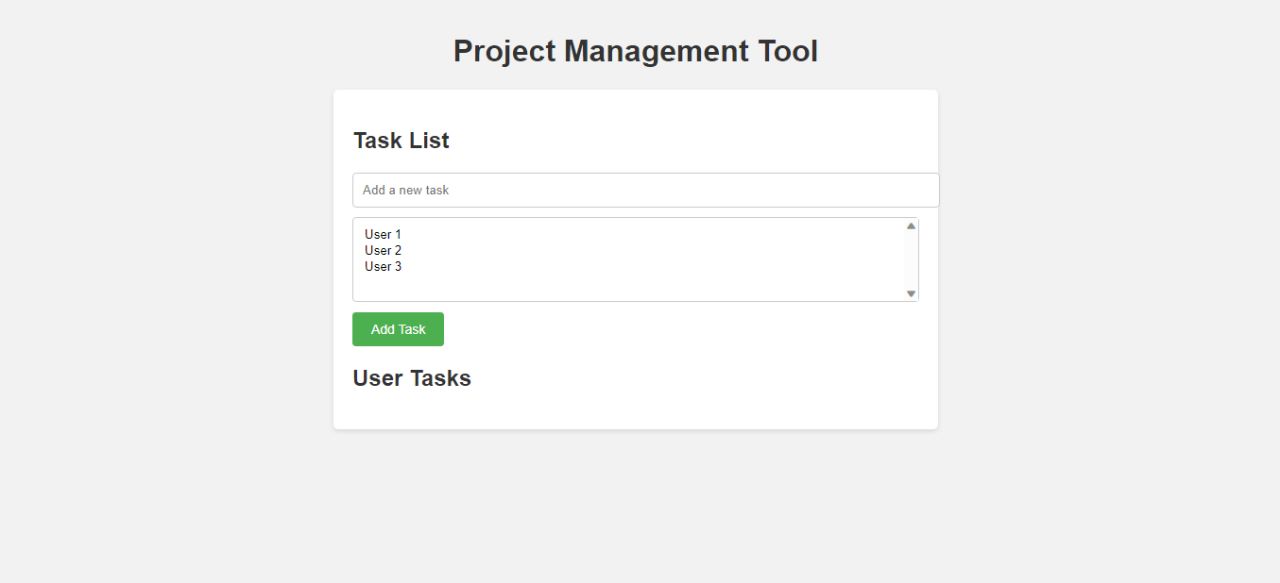 Project Management Tool
Task List
Add a new task
User 1
User 2
User 3
Add Task
User Tasks